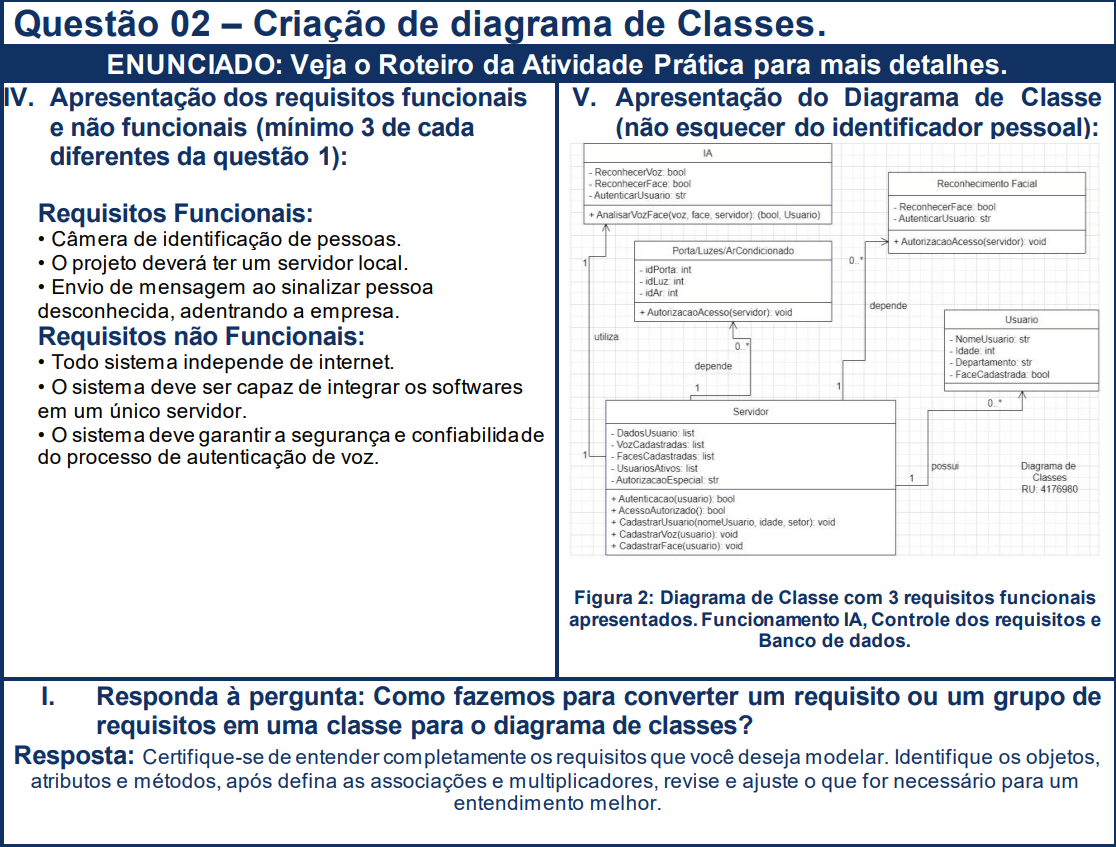 Questão 02 – Criação de diagrama de Classes.
ENUNCIADO: Veja o Roteiro da Atividade Prática para mais detalhes.
IV. Apresentação dos requisitos funcionais
e não funcionais (mínimo 3 de cada
diferentes da questão 1):
Requisitos Funcionais:
• Câmera de identificação de pessoas.
• O projeto deverá ter um servidor local.
• Envio de mensagem ao sinalizar pessoa
desconhecida, adentrando a empresa.
Requisitos não Funcionais:
• Todo sistema independe de internet.
• O sistema deve ser capaz de integrar os softwares
em um único servidor.
• O sistema deve garantir a segurança e confiabilidade
do processo de autenticação de voz.
V. Apresentação do Diagrama de Classe
(não esquecer do identificador pessoal):
IA
- ReconhecerVoz: bool
- ReconhecerFace: bool
- AutenticarUsuario: str
+ AnalisarVozFace(voz, face, servidor): (bool, Usuario)
Reconhecimento Facial
- ReconhecerFace: bool
- AutenticarUsuario: str
+ AutorizacaoAcesso(servidor): void
Porta/Luzes/ArCondicionado
- idPorta: int
- idLuz: int
- idAr: int
+ AutorizacaoAcesso(servidor): void
1
0..*
depende
utiliza
0..*
depende
1
1
Usuario
- NomeUsuario: str
- Idade: int
- Departamento: str
- FaceCadastrada: bool
0..*
Servidor
- DadosUsuario: list
- VozCadastradas: list
- FacesCadastradas: list
- UsuariosAtivos: list
- AutorizacaoEspecial: str
+ Autenticacao(usuario): bool
+ AcessoAutorizado(): bool
+ CadastrarUsuario(nomeUsuario, idade, setor): void
+ CadastrarVoz(usuario): void
+ CadastrarFace(usuario): void
1
1
possui
Diagrama de
Classes
RU: 4176980
Figura 2: Diagrama de Classe com 3 requisitos funcionais
apresentados. Funcionamento IA, Controle dos requisitos e
Banco de dados.
I. Responda à pergunta: Como fazemos para converter um requisito ou um grupo de
requisitos em uma classe para o diagrama de classes?
Resposta: Certifique-se de entender completamente os requisitos que você deseja modelar. Identifique os objetos,
atributos e métodos, após defina as associações e multiplicadores, revise e ajuste o que for necessário para um
entendimento melhor.